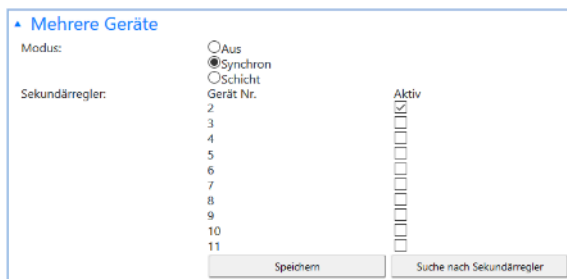 Mehrere Geräte
Modus: Aus
Synchron
Schicht
Sekundärregler: Gerät Nr. Aktiv
2
3
4
5
6
7
8
9
10
11
Speichern Suche nach Sekundärregler